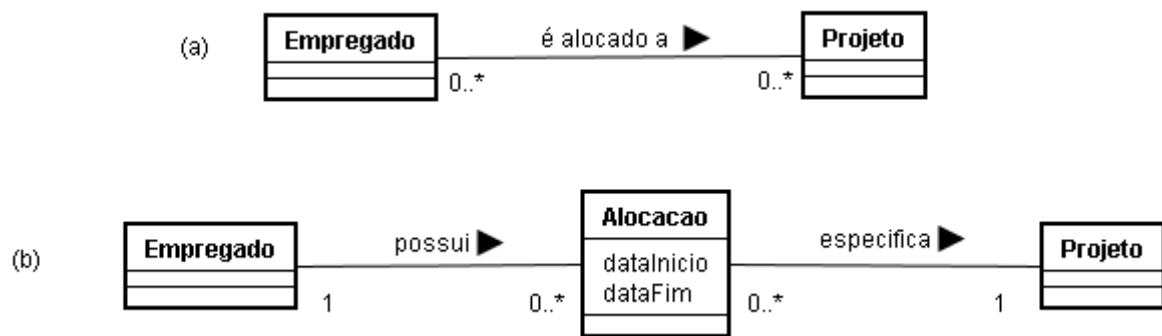 (a)
Empregado
é alocado a
Projeto
0..*
0..*
(b)
Empregado
possui
Alocacao
dataInicio
dataFim
especifica
Projeto
1
0..*
0..*
1